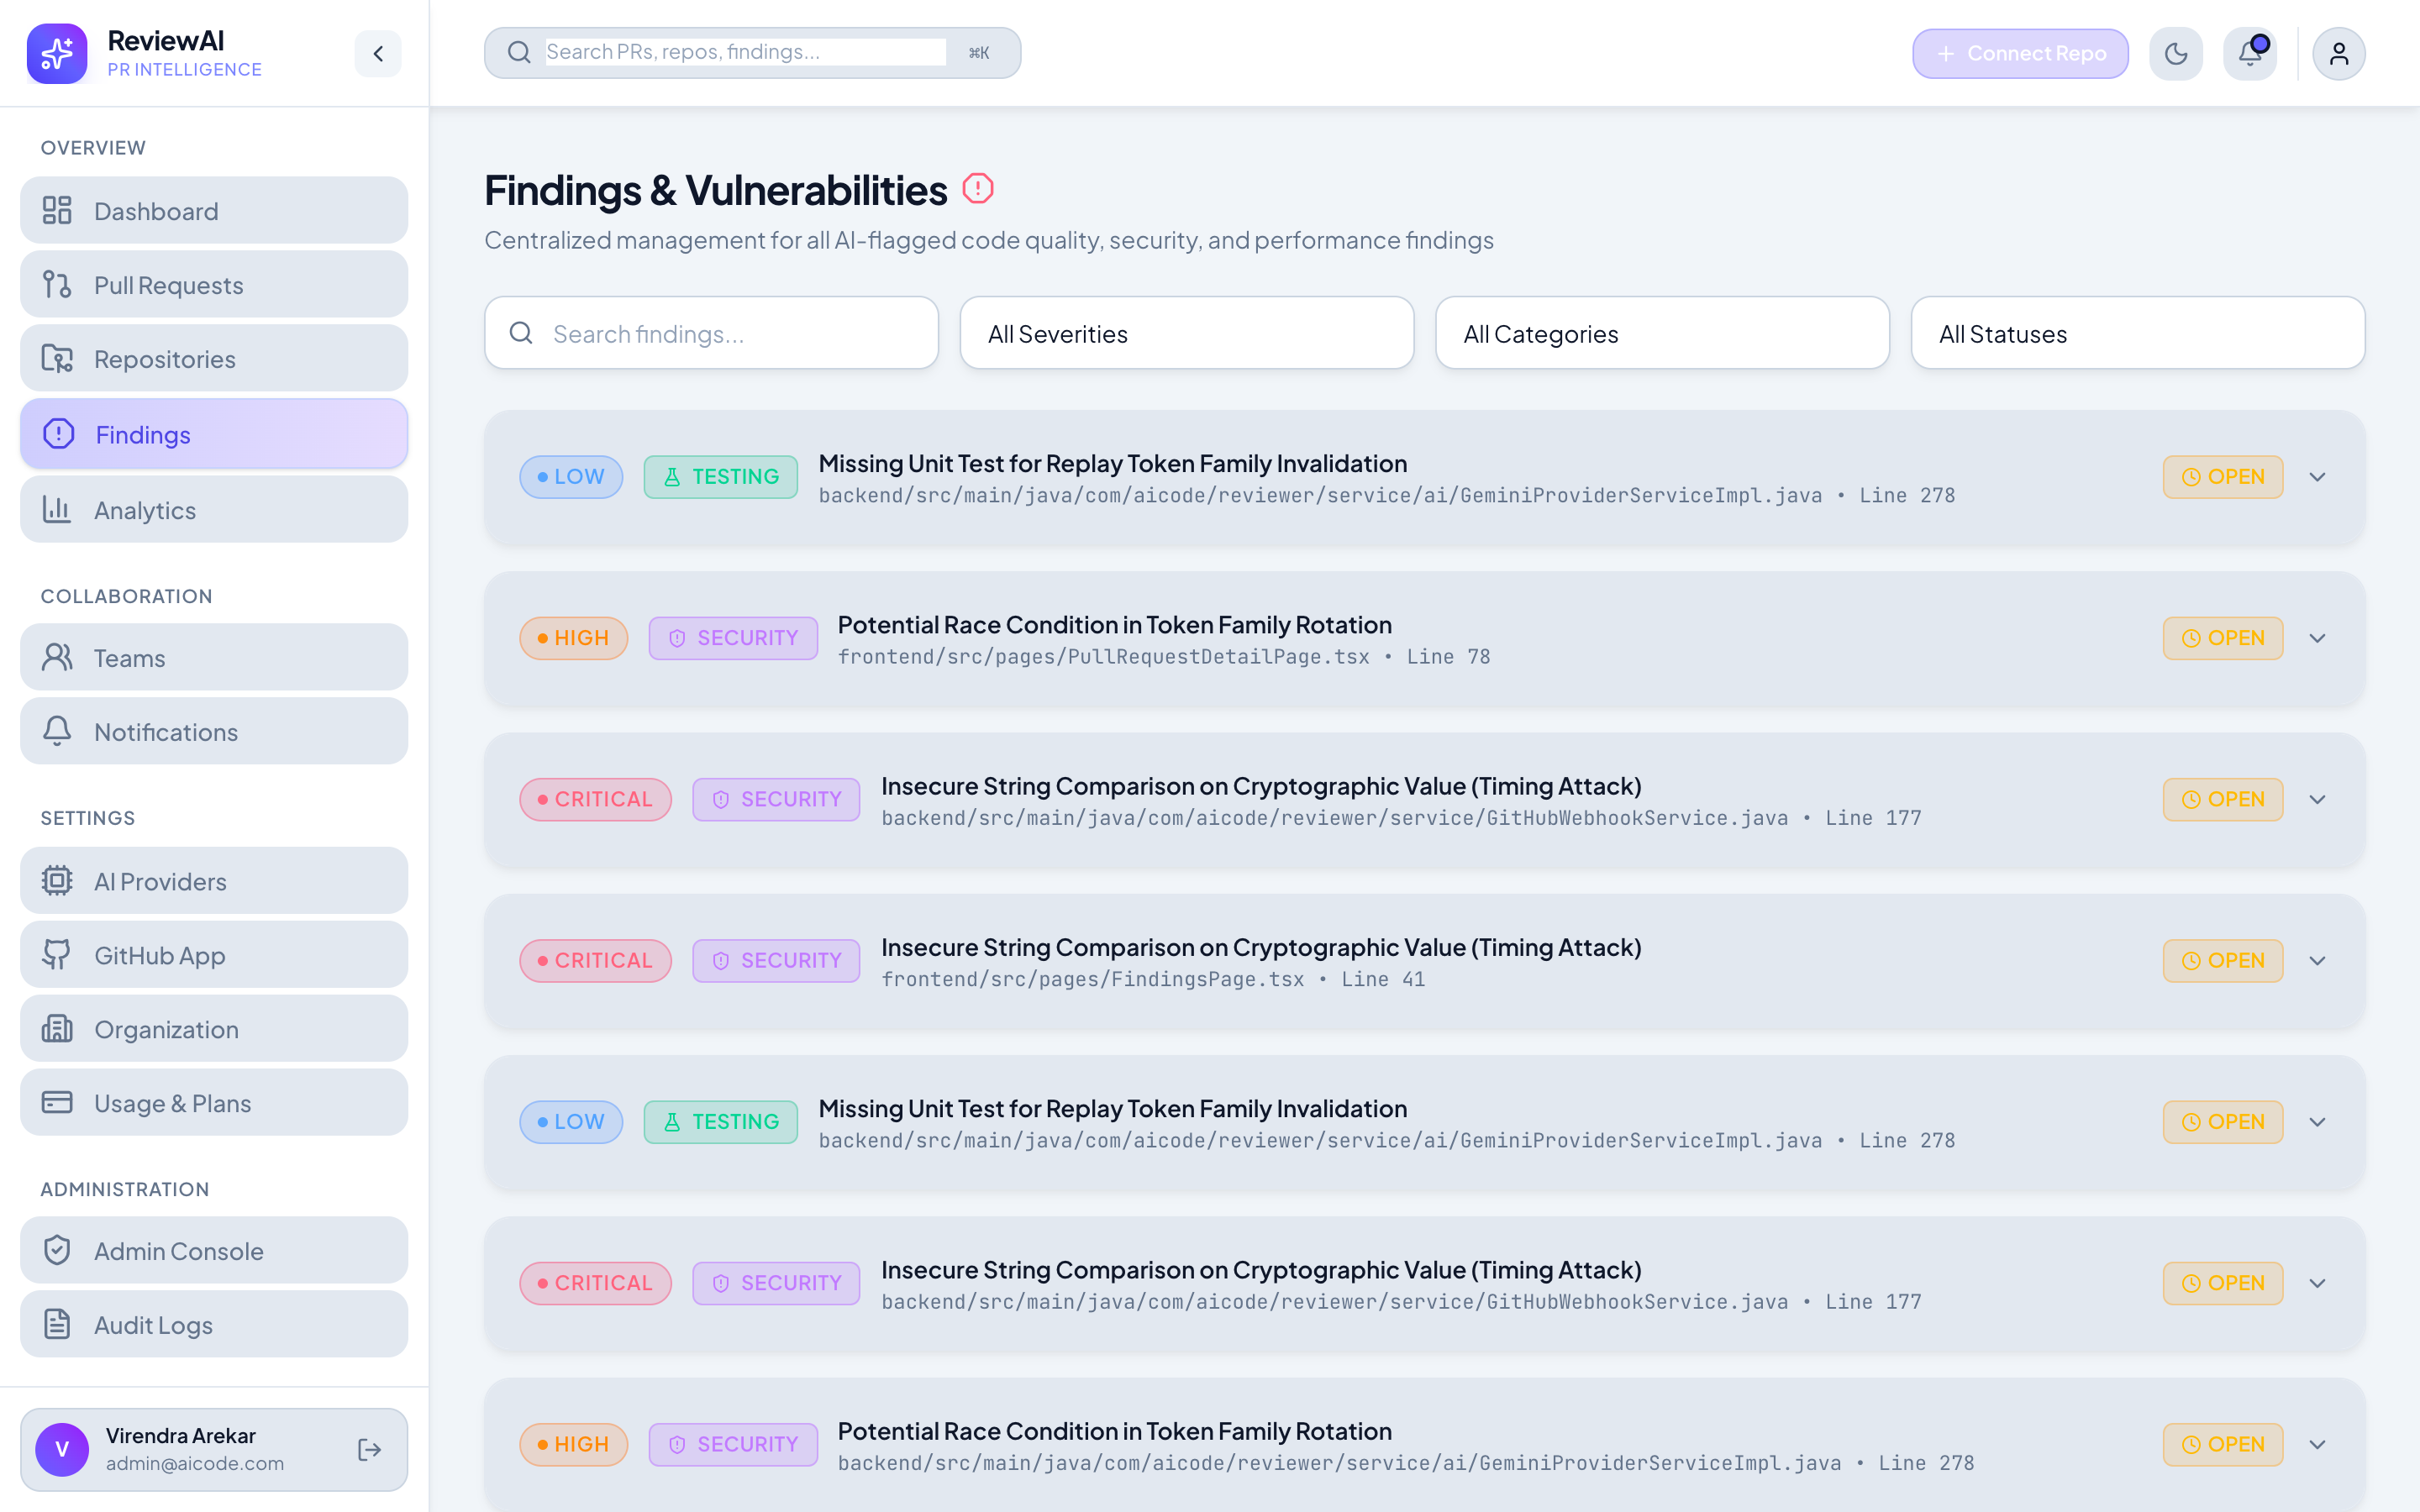 ReviewAI
PR INTELLIGENCE
Search PRs, repos, findings...
⌘K
Connect Repo
OVERVIEW
Dashboard
Pull Requests
Repositories
Findings
Analytics
COLLABORATION
Teams
Notifications
SETTINGS
AI Providers
GitHub App
Organization
Usage & Plans
ADMINISTRATION
Admin Console
Audit Logs
V
Virendra Arekar
admin@aicode.com
Findings & Vulnerabilities
Centralized management for all AI-flagged code quality, security, and performance findings
Search findings...
All Severities
All Categories
All Statuses
LOW
TESTING
Missing Unit Test for Replay Token Family Invalidation
backend/src/main/java/com/aicode/reviewer/service/ai/GeminiProviderServiceImpl.java • Line 278
OPEN
HIGH
SECURITY
Potential Race Condition in Token Family Rotation
frontend/src/pages/PullRequestDetailPage.tsx • Line 78
OPEN
CRITICAL
SECURITY
Insecure String Comparison on Cryptographic Value (Timing Attack)
backend/src/main/java/com/aicode/reviewer/service/GitHubWebhookService.java • Line 177
OPEN
CRITICAL
SECURITY
Insecure String Comparison on Cryptographic Value (Timing Attack)
frontend/src/pages/FindingsPage.tsx • Line 41
OPEN
LOW
TESTING
Missing Unit Test for Replay Token Family Invalidation
backend/src/main/java/com/aicode/reviewer/service/ai/GeminiProviderServiceImpl.java • Line 278
OPEN
CRITICAL
SECURITY
Insecure String Comparison on Cryptographic Value (Timing Attack)
backend/src/main/java/com/aicode/reviewer/service/GitHubWebhookService.java • Line 177
OPEN
HIGH
SECURITY
Potential Race Condition in Token Family Rotation
backend/src/main/java/com/aicode/reviewer/service/ai/GeminiProviderServiceImpl.java • Line 278
OPEN